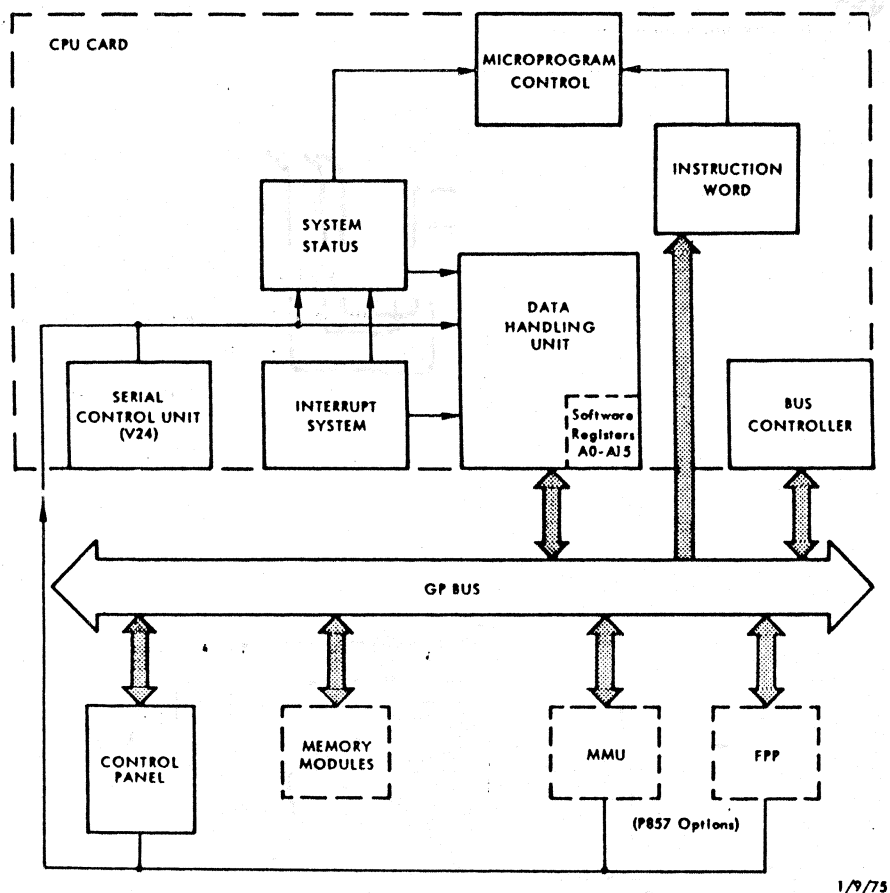 CPU CARD
MICROPROGRAM
CONTROL
INSTRUCTION
WORD
SYSTEM
STATUS
DATA
HANDLING
UNIT
SERIAL
CONTROL UNIT
(V24)
INTERRUPT
SYSTEM
Software
Registers
A0-A15
BUS
CONTROLLER
GP BUS
CONTROL
PANEL
MEMORY
MODULES
MMU
FPP
(P857 Options)
1/9/75